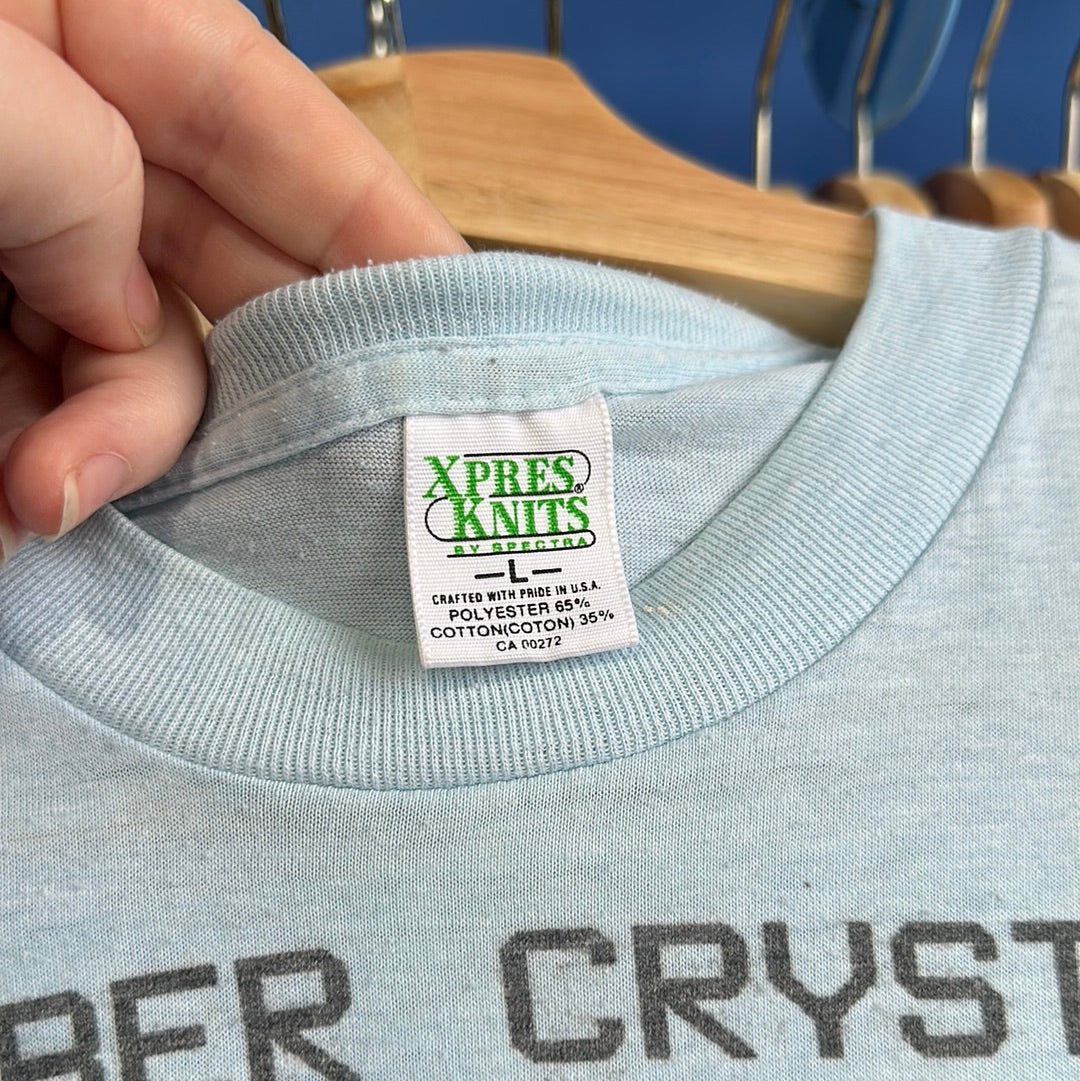 XPRES®
KNITS
BY SPECTRA
—L—
CRAFTED WITH PRIDE IN U.S.A.
POLYESTER 65%
COTTON(COTON) 35%
CA 00272
BER CRYST